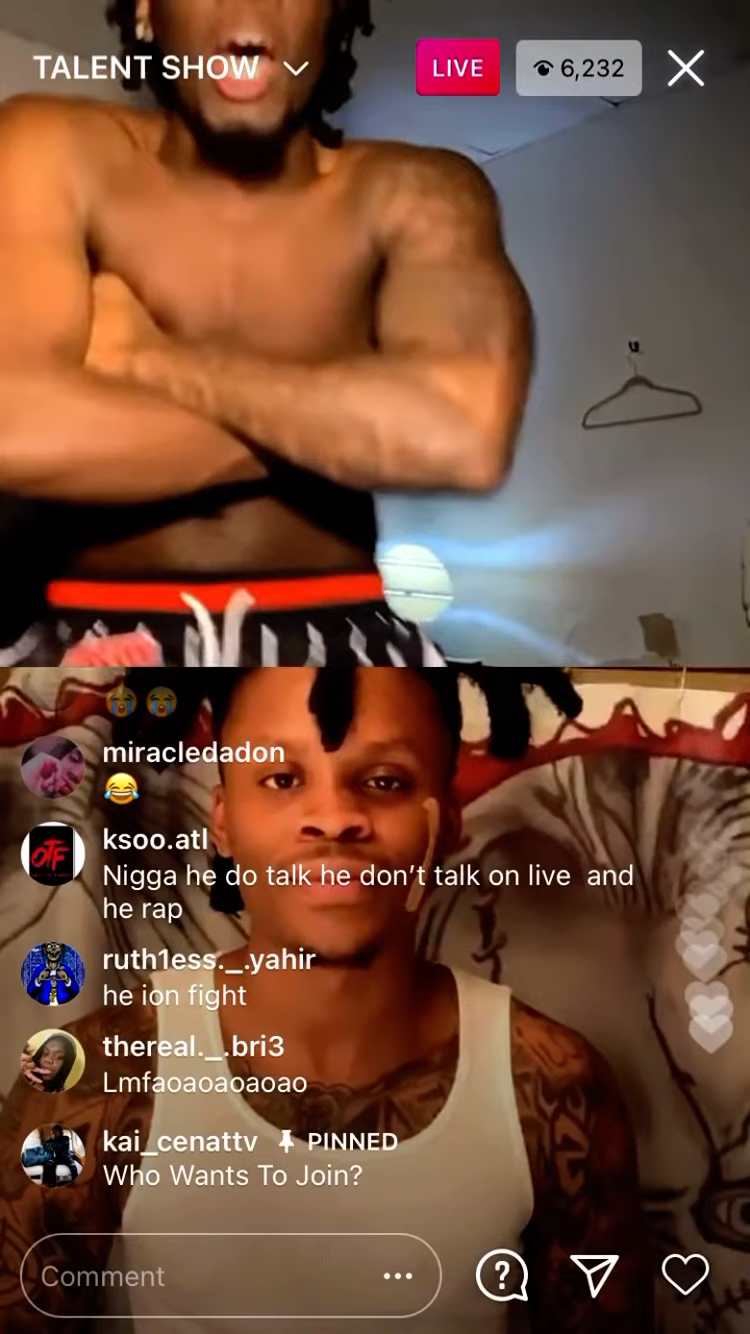 TALENT SHOW
LIVE
6,232
😭 😭
miracledadon
😂
OTF
ksoo.atl
Nigga he do talk he don’t talk on live and
he rap
ruth1ess._.yahir
he ion fight
thereal._.bri3
Lmfaoaoaoaoao
kai_cenattv PINNED
Who Wants To Join?
Comment